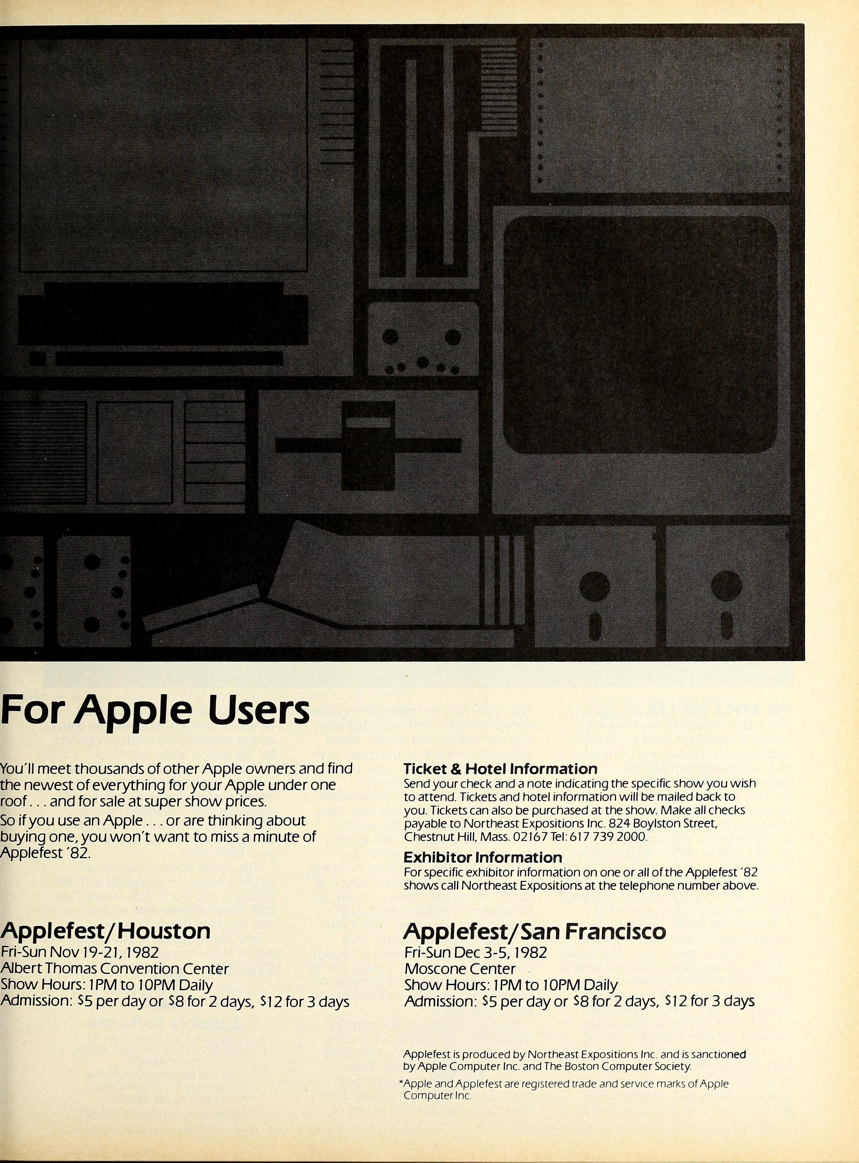 For Apple Users
You'll meet thousands of other Apple owners and find
the newest of everything for your Apple under one
roof... and for sale at super show prices.
So if you use an Apple... or are thinking about
buying one, you won't want to miss a minute of
Applefest '82.
Applefest/Houston
Fri-Sun Nov 19-21, 1982
Albert Thomas Convention Center
Show Hours: 1PM to 10PM Daily
Admission: $5 per day or $8 for 2 days, $12 for 3 days
Ticket & Hotel Information
Send your check and a note indicating the specific show you wish
to attend. Tickets and hotel information will be mailed back to
you. Tickets can also be purchased at the show. Make all checks
payable to Northeast Expositions Inc. 824 Boylston Street,
Chestnut Hill, Mass. 02167 Tel: 617 739 2000.
Exhibitor Information
For specific exhibitor information on one or all of the Applefest '82
shows call Northeast Expositions at the telephone number above.
Applefest/San Francisco
Fri-Sun Dec 3-5, 1982
Moscone Center
Show Hours: 1PM to 10PM Daily
Admission: $5 per day or $8 for 2 days, $12 for 3 days
Applefest is produced by Northeast Expositions Inc. and is sanctioned
by Apple Computer Inc. and The Boston Computer Society.
*Apple and Applefest are registered trade and service marks of Apple
Computer Inc.